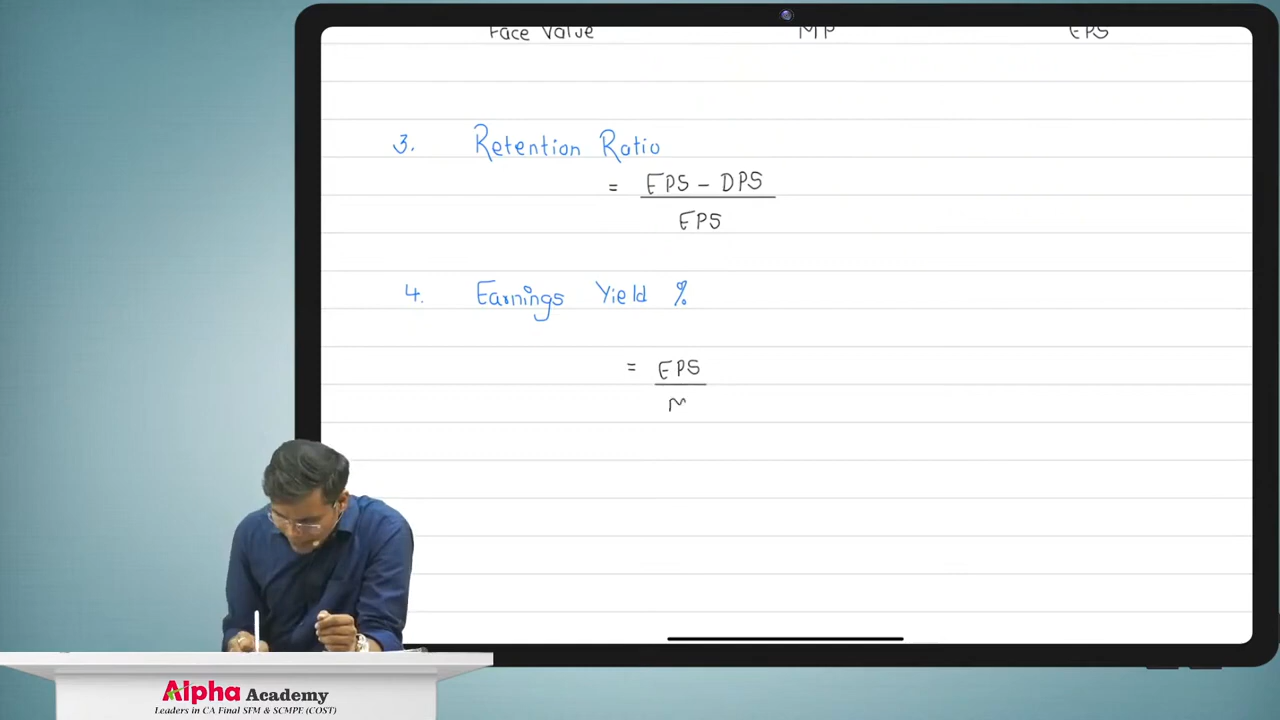 Face Value MP EPS
3. Retention Ratio
= EPS - DPS
EPS
4. Earnings Yield %
= EPS
M
Alpha Academy
Leaders in CA Final SFM & SCMPE (COST)